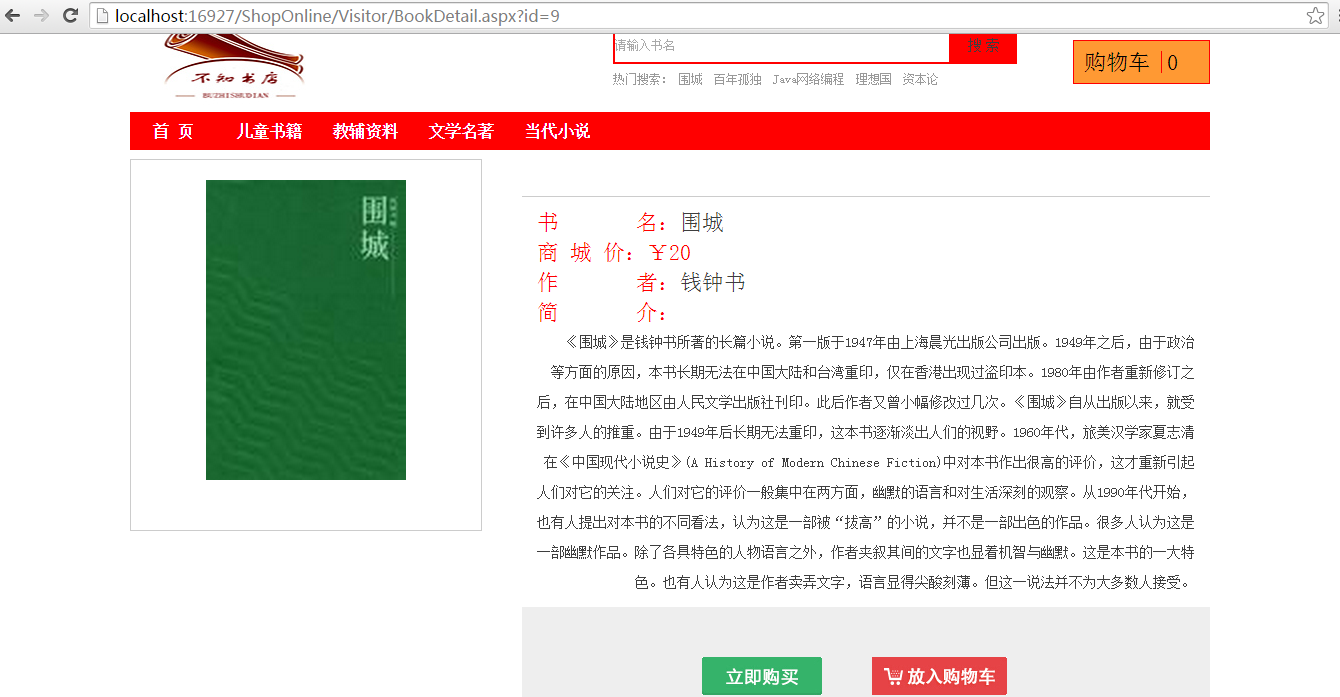 localhost:16927/ShopOnline/Visitor/BookDetail.aspx?id=9
请输入书名
搜 索
购物车 |0
不知书店
BUZHISHUDIAN
热门搜索: 围城 百年孤独 Java网络编程 理想国 资本论
首 页 儿童书籍 教辅资料 文学名著 当代小说
围城
书 名：围城
商 城 价：￥20
作 者：钱钟书
简 介：
《围城》是钱钟书所著的长篇小说。第一版于1947年由上海晨光出版公司出版。1949年之后，由于政治
等方面的原因，本书长期无法在中国大陆和台湾重印，仅在香港出现过盗印本。1980年由作者重新修订之
后，在中国大陆地区由人民文学出版社刊印。此后作者又曾小幅修改过几次。《围城》自从出版以来，就受
到许多人的推重。由于1949年后长期无法重印，这本书逐渐淡出人们的视野。1960年代，旅美汉学家夏志清
在《中国现代小说史》(A History of Modern Chinese Fiction)中对本书作出很高的评价，这才重新引起
人们对它的关注。人们对它的评价一般集中在两方面，幽默的语言和对生活深刻的观察。从1990年代开始，
也有人提出对本书的不同看法，认为这是一部被“拔高”的小说，并不是一部出色的作品。很多人认为这是
一部幽默作品。除了各具特色的人物语言之外，作者夹叙其间的文字也显着机智与幽默。这是本书的一大特
色。也有人认为这是作者卖弄文字，语言显得尖酸刻薄。但这一说法并不为大多数人接受。
立即购买
放入购物车